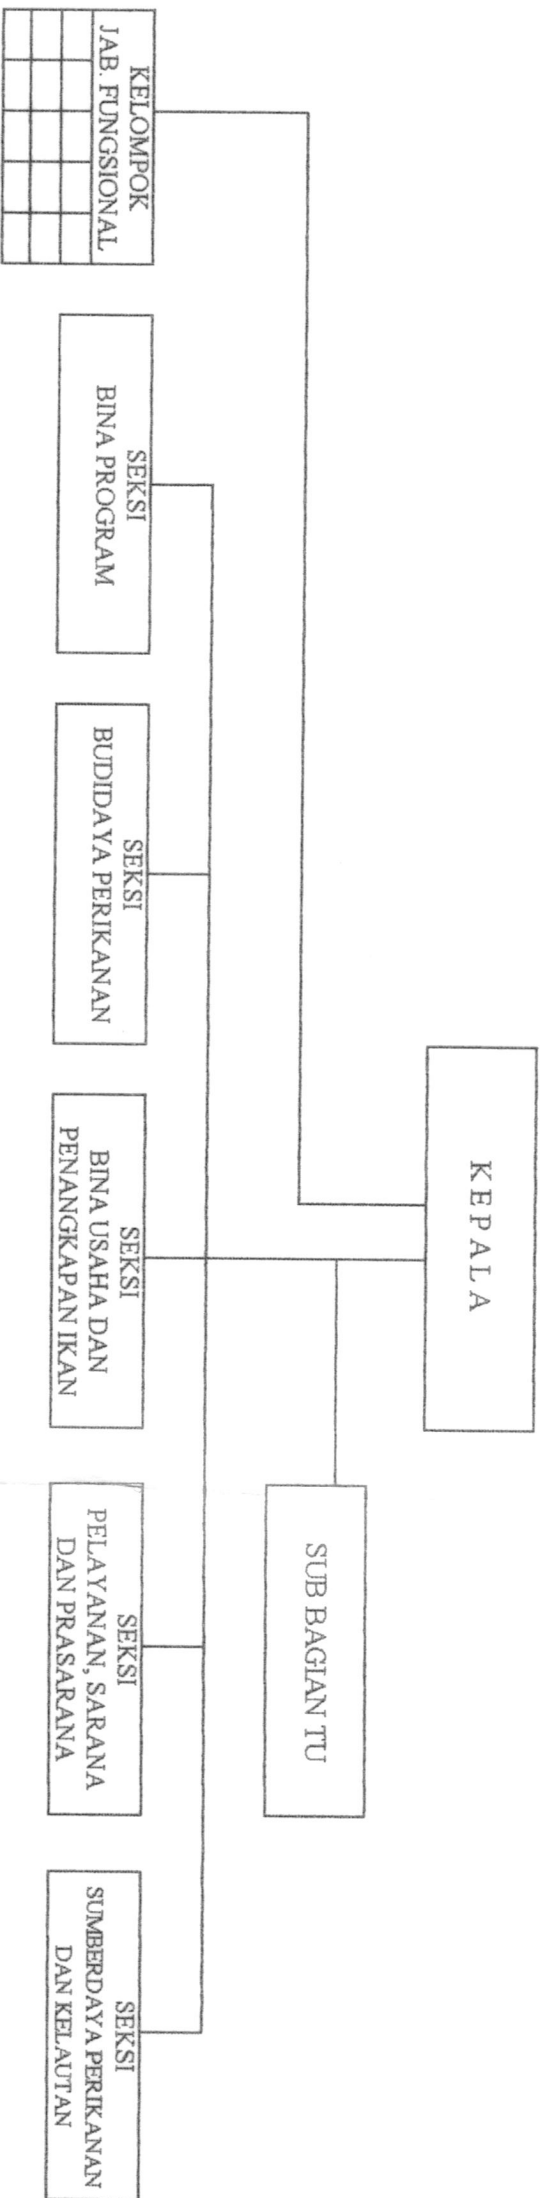 K E P A L A
SUB BAGIAN TU
KELOMPOK
JAB. FUNGSIONAL
SEKSI
BINA PROGRAM
SEKSI
BUDIDAYA PERIKANAN
SEKSI
BINA USAHA DAN
PENANGKAPAN IKAN
SEKSI
PELAYANAN, SARANA
DAN PRASARANA
SEKSI
SUMBERDAYA PERIKANAN
DAN KELAUTAN